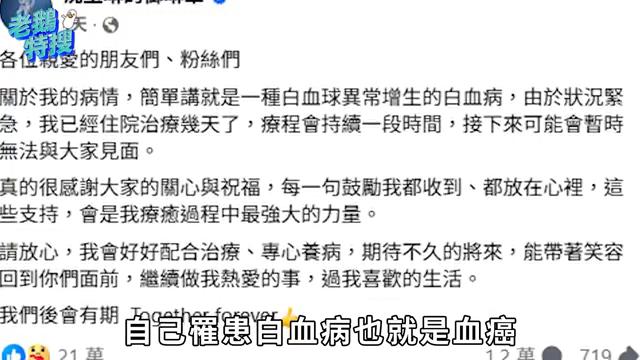 老鵝特搜
天 ·
各位親愛的朋友們、粉絲們
關於我的病情，簡單講就是一種白血球異常增生的白血病，由於狀況緊
急，我已經住院治療幾天了，療程會持續一段時間，接下來可能會暫時
無法與大家見面。
真的很感謝大家的關心與祝福，每一句鼓勵我都收到、都放在心裡，這
些支持，會是我療癒過程中最強大的力量。
請放心，我會好好配合治療、專心養病，期待不久的將來，能帶著笑容
回到你們面前，繼續做我熱愛的事，過我喜歡的生活。
我們後會有期 Together forever👍
自己罹患白血病也就是血癌
21 萬
1.2 萬
719